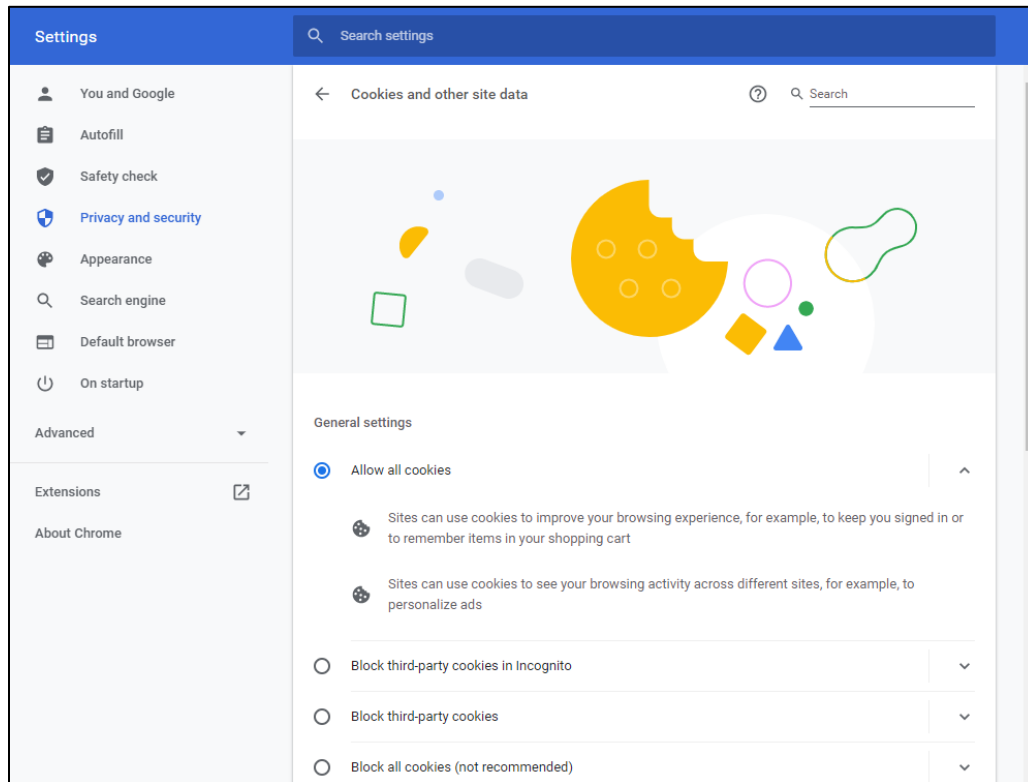 Settings
Search settings
You and Google
Autofill
Safety check
Privacy and security
Appearance
Search engine
Default browser
On startup
Advanced
Extensions
About Chrome
Cookies and other site data
Search
General settings
Allow all cookies
Sites can use cookies to improve your browsing experience, for example, to keep you signed in or
to remember items in your shopping cart
Sites can use cookies to see your browsing activity across different sites, for example, to
personalize ads
Block third-party cookies in Incognito
Block third-party cookies
Block all cookies (not recommended)